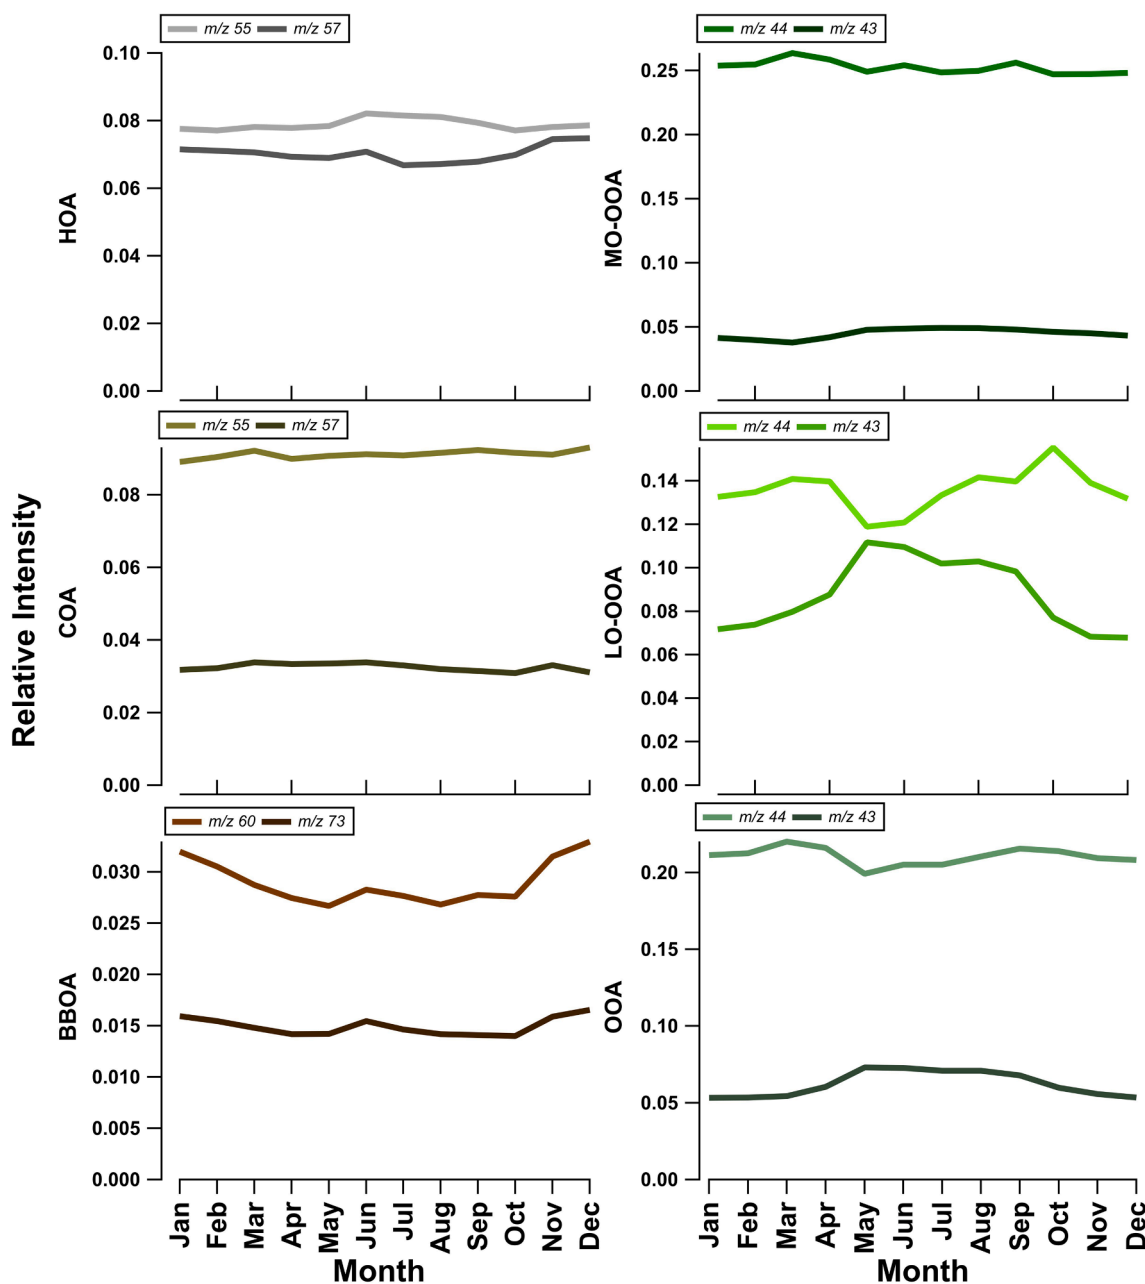 m/z 55 m/z 57
0.10
0.08
0.06
0.04
0.02
0.00
HOA
m/z 44 m/z 43
0.25
0.20
0.15
0.10
0.05
0.00
MO-OOA
m/z 55 m/z 57
0.08
0.06
0.04
0.02
0.00
COA
Relative Intensity
m/z 44 m/z 43
0.14
0.12
0.10
0.08
0.06
0.04
0.02
0.00
LO-OOA
m/z 60 m/z 73
0.030
0.025
0.020
0.015
0.010
0.005
0.000
BBOA
Jan Feb Mar Apr May Jun Jul Aug Sep Oct Nov Dec
Month
m/z 44 m/z 43
0.20
0.15
0.10
0.05
0.00
OOA
Jan Feb Mar Apr May Jun Jul Aug Sep Oct Nov Dec
Month